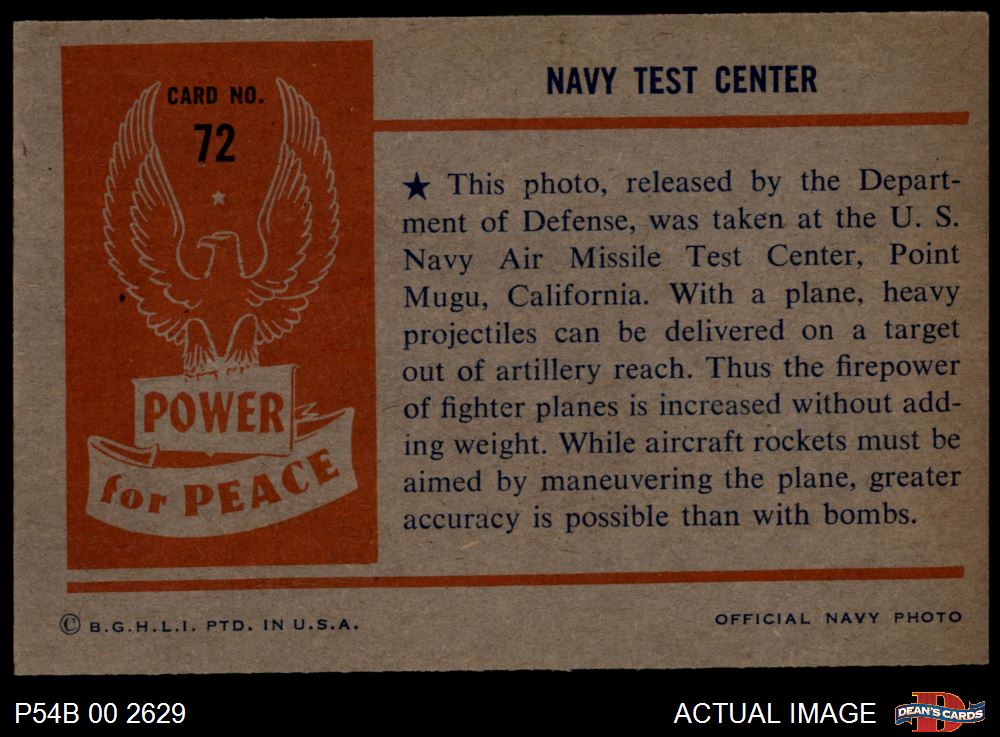 CARD NO.
72
POWER
for PEACE
NAVY TEST CENTER
★ This photo, released by the Depart-
ment of Defense, was taken at the U. S.
Navy Air Missile Test Center, Point
Mugu, California. With a plane, heavy
projectiles can be delivered on a target
out of artillery reach. Thus the firepower
of fighter planes is increased without add-
ing weight. While aircraft rockets must be
aimed by maneuvering the plane, greater
accuracy is possible than with bombs.
© B.G.H.L.I. PTD. IN U.S.A.
OFFICIAL NAVY PHOTO
P54B 00 2629
ACTUAL IMAGE
D
DEAN'S CARDS